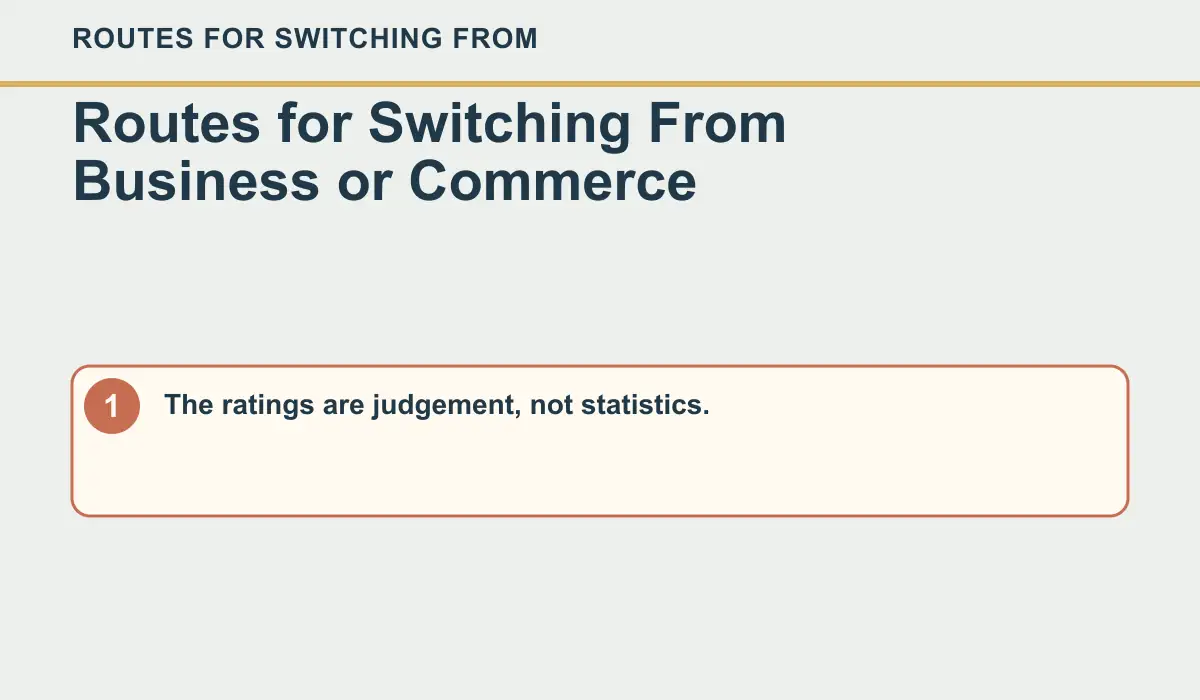 ROUTES FOR SWITCHING FROM
Routes for Switching From
Business or Commerce
1
The ratings are judgement, not statistics.